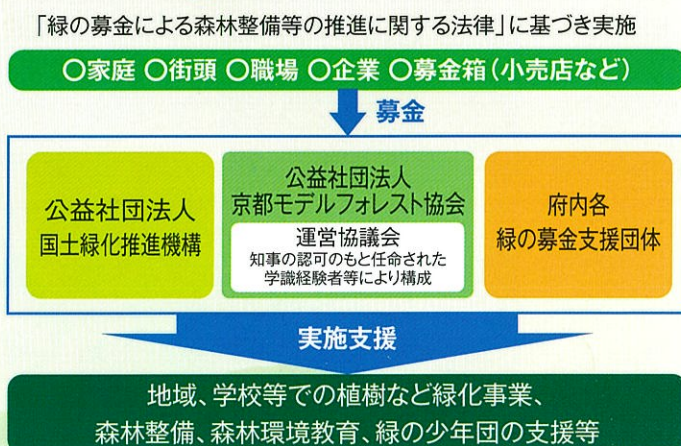 「緑の募金による森林整備等の推進に関する法律」に基づき実施
○家庭 ○街頭 ○職場 ○企業 ○募金箱(小売店など)
募金
公益社団法人
国土緑化推進機構
公益社団法人
京都モデルフォレスト協会
運営協議会
知事の認可のもと任命された
学識経験者等により構成
府内各
緑の募金支援団体
実施支援
地域、学校等での植樹など緑化事業、
森林整備、森林環境教育、緑の少年団の支援等